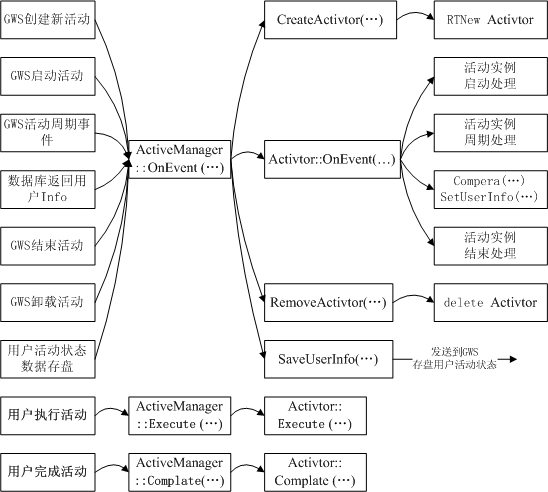 GWS创建新活动
CreateActivtor(…)
RTNew Activtor
GWS启动活动
活动实例
启动处理
GWS活动周期事
件
ActiveManager
::OnEvent (…)
Activtor::OnEvent(…)
活动实例
周期处理
数据库返回用
户Info
Compera(…)
SetUserInfo(…)
GWS结束活动
活动实例
结束处理
GWS卸载活动
RemoveActivtor(…)
delete Activtor
用户活动状态
数据存盘
SaveUserInfo(…)
发送到GWS
存盘用户活动状态
用户执行活动
ActiveManager
::Execute (…)
Activtor::
Execute (…)
用户完成活动
ActiveManager
::Complate(…)
Activtor::
Complate (…)